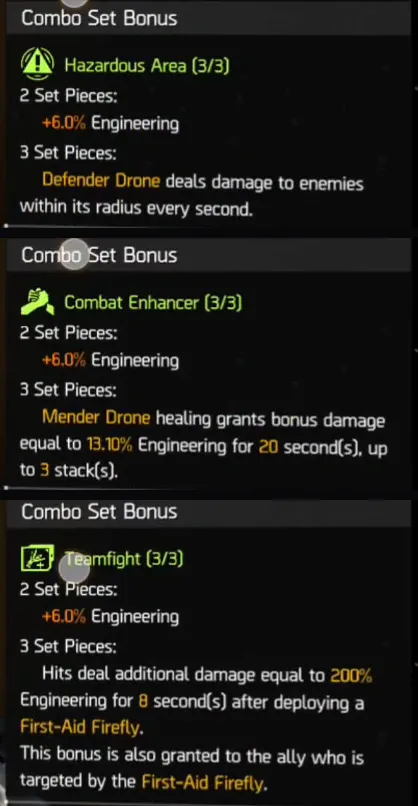 Combo Set Bonus
Hazardous Area (3/3)
2 Set Pieces:
+6.0% Engineering
3 Set Pieces:
Defender Drone deals damage to enemies
within its radius every second.
Combo Set Bonus
Combat Enhancer (3/3)
2 Set Pieces:
+6.0% Engineering
3 Set Pieces:
Mender Drone healing grants bonus damage
equal to 13.10% Engineering for 20 second(s), up
to 3 stack(s).
Combo Set Bonus
Teamfight (3/3)
2 Set Pieces:
+6.0% Engineering
3 Set Pieces:
Hits deal additional damage equal to 200%
Engineering for 8 second(s) after deploying a
First-Aid Firefly.
This bonus is also granted to the ally who is
targeted by the First-Aid Firefly.